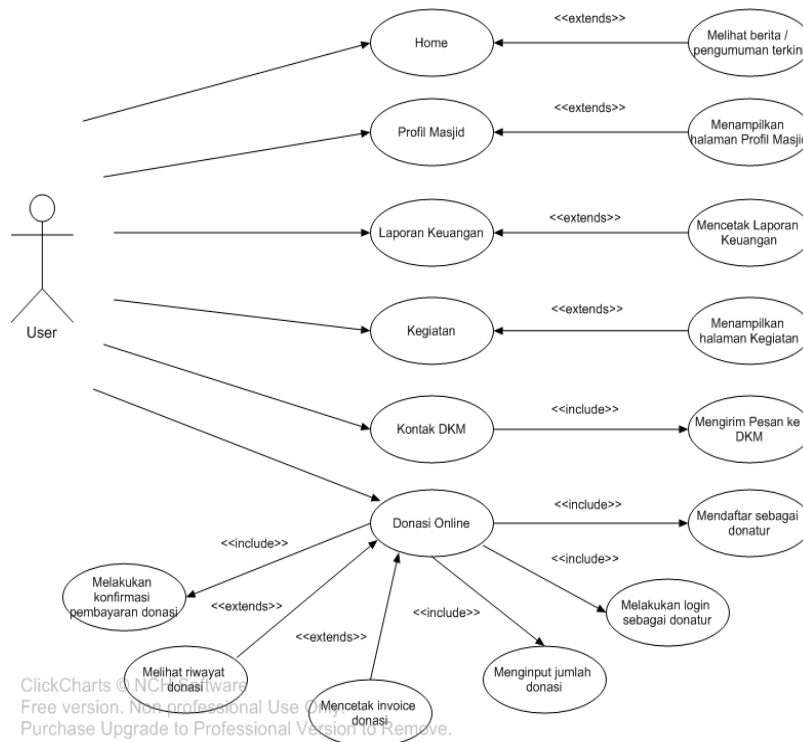 <<extends>>
Home
Melihat berita /
pengumuman terkini
<<extends>>
Profil Masjid
Menampilkan
halaman Profil Masjid
<<extends>>
Laporan Keuangan
Mencetak Laporan
Keuangan
User
<<extends>>
Kegiatan
Menampilkan
halaman Kegiatan
<<include>>
Kontak DKM
Mengirim Pesan ke
DKM
<<include>>
Donasi Online
Mendaftar sebagai
donatur
<<include>>
<<include>>
Melakukan
konfirmasi
pembayaran donasi
<<extends>>
<<include>>
Melakukan login
sebagai donatur
<<extends>>
Melihat riwayat
donasi
Menginput jumlah
donasi
Mencetak invoice
donasi
ClickCharts © NCH Software
Free version. Non professional Use Only.
Purchase Upgrade to Professional Version to Remove.